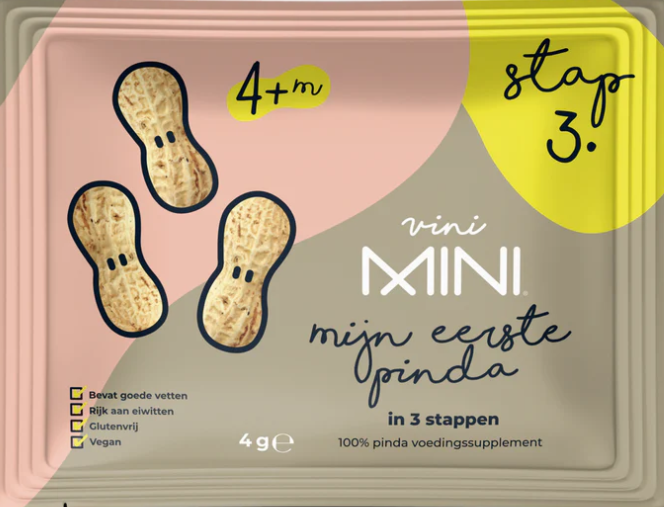 4+m
stap
3.
vini
MINI
mijn eerste
pinda
in 3 stappen
100% pinda voedingssupplement
Bevat goede vetten
Rijk aan eiwitten
Glutenvrij
Vegan
4 g ℮